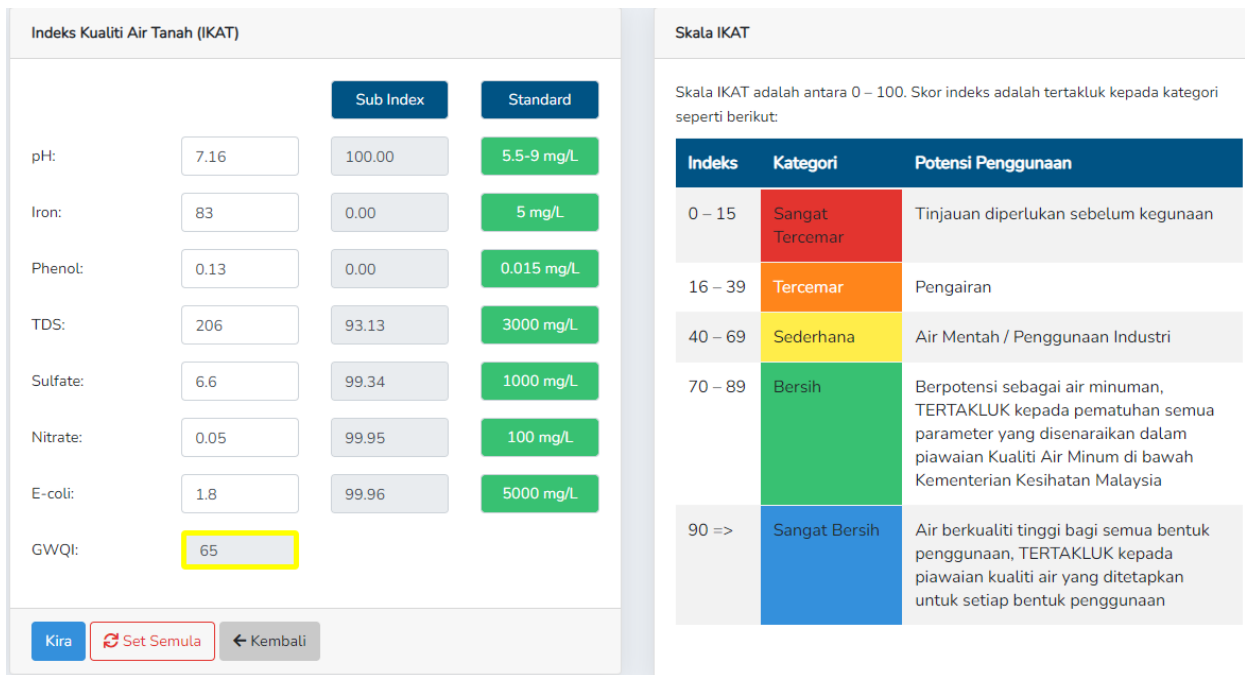 Indeks Kualiti Air Tanah (IKAT)
Sub Index Standard
pH: 7.16 100.00 5.5-9 mg/L
Iron: 83 0.00 5 mg/L
Phenol: 0.13 0.00 0.015 mg/L
TDS: 206 93.13 3000 mg/L
Sulfate: 6.6 99.34 1000 mg/L
Nitrate: 0.05 99.95 100 mg/L
E-coli: 1.8 99.96 5000 mg/L
GWQI: 65
Kira Set Semula Kembali
Skala IKAT
Skala IKAT adalah antara 0 – 100. Skor indeks adalah tertakluk kepada kategori
seperti berikut:
Indeks Kategori Potensi Penggunaan
0 – 15 Sangat Tinjauan diperlukan sebelum kegunaan
Tercemar
16 – 39 Tercemar Pengairan
40 – 69 Sederhana Air Mentah / Penggunaan Industri
70 – 89 Bersih Berpotensi sebagai air minuman,
TERTAKLUK kepada pematuhan semua
parameter yang disenaraikan dalam
piawaian Kualiti Air Minum di bawah
Kementerian Kesihatan Malaysia
90 => Sangat Bersih Air berkualiti tinggi bagi semua bentuk
penggunaan, TERTAKLUK kepada
piawaian kualiti air yang ditetapkan
untuk setiap bentuk penggunaan